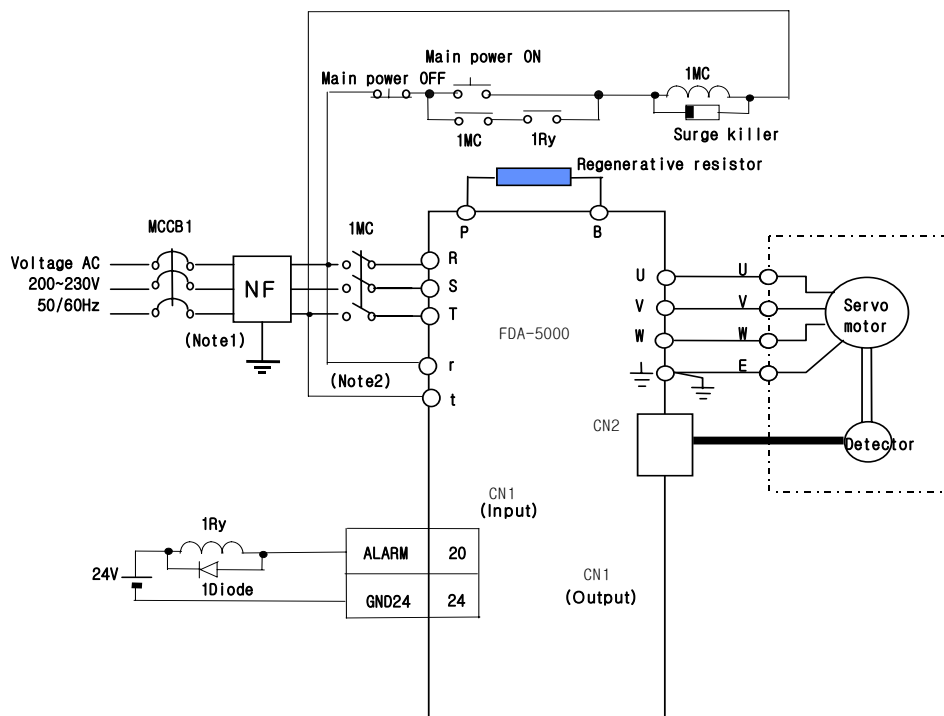 Main power ON
Main power OFF
1MC
1MC
1Ry
Surge killer
Regenerative resistor
P
B
MCCB1
1MC
Voltage AC
200~230V
50/60Hz
NF
(Note1)
R
S
T
(Note2)
r
t
FDA-5000
U
V
W
U
V
W
E
Servo
motor
CN2
Detector
CN1
(Input)
1Ry
24V
1Diode
ALARM
20
GND24
24
CN1
(Output)